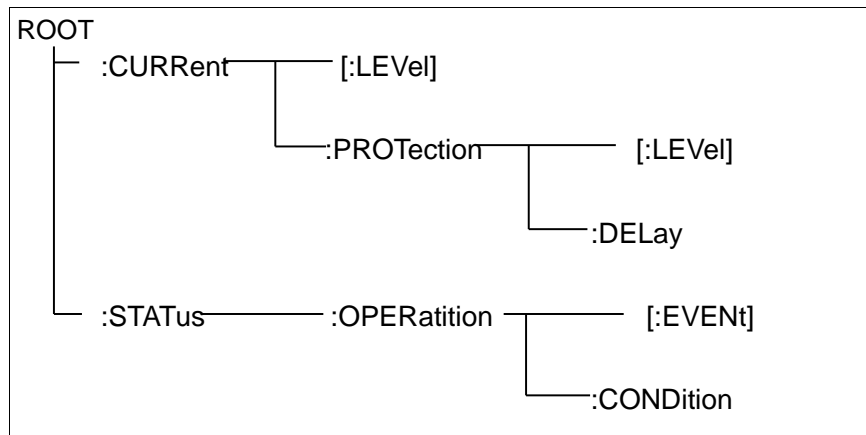 ROOT
:CURRent [:LEVel]
:PROTection [:LEVel]
:DELay
:STATus :OPERatition [:EVENt]
:CONDition